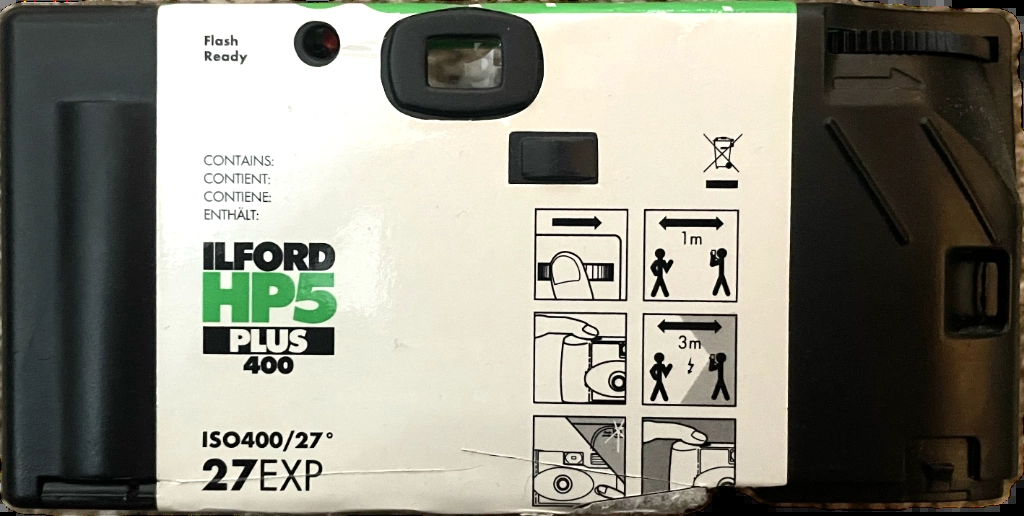 Flash
Ready
CONTAINS:
CONTIENT:
CONTIENE:
ENTHÄLT:
ILFORD
HP5
PLUS
400
ISO400/27°
27EXP
1m
3m